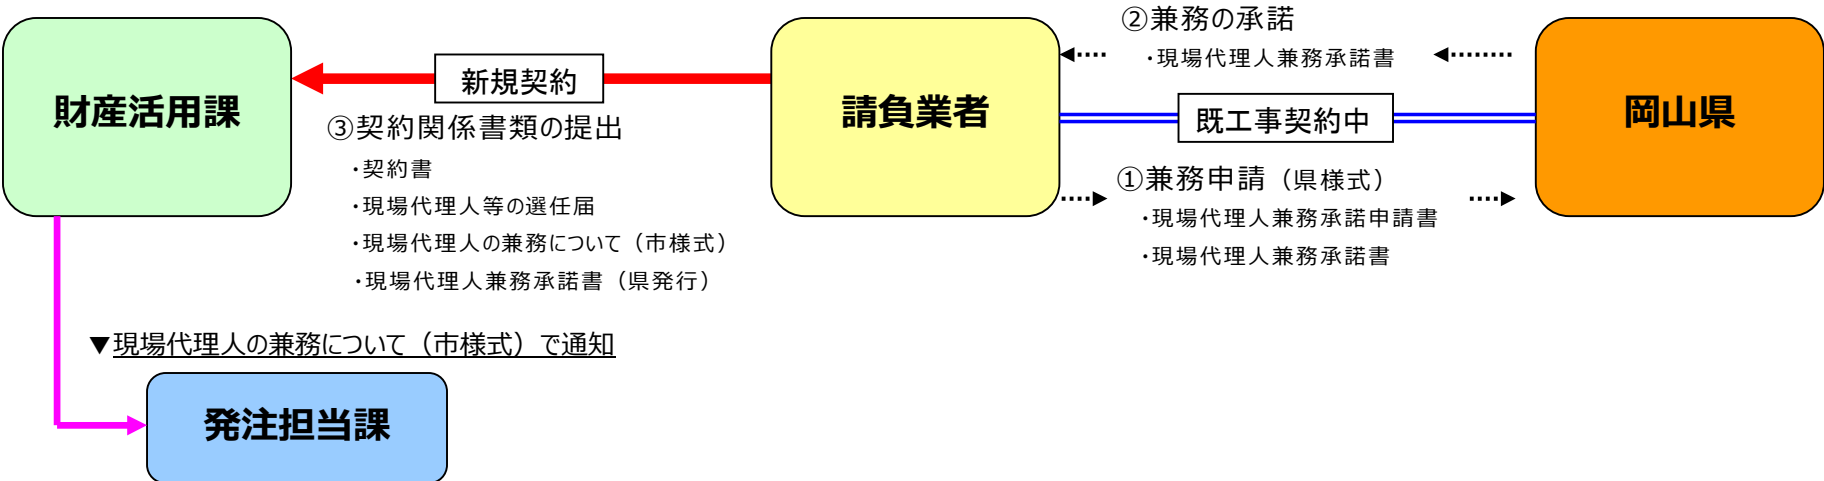 財産活用課
新規契約
③契約関係書類の提出
・契約書
・現場代理人等の選任届
・現場代理人の兼務について（市様式）
・現場代理人兼務承諾書（県発行）
請負業者
②兼務の承諾
・現場代理人兼務承諾書
既工事契約中
①兼務申請（県様式）
・現場代理人兼務承諾申請書
・現場代理人兼務承諾書
岡山県
▼現場代理人の兼務について（市様式）で通知
発注担当課